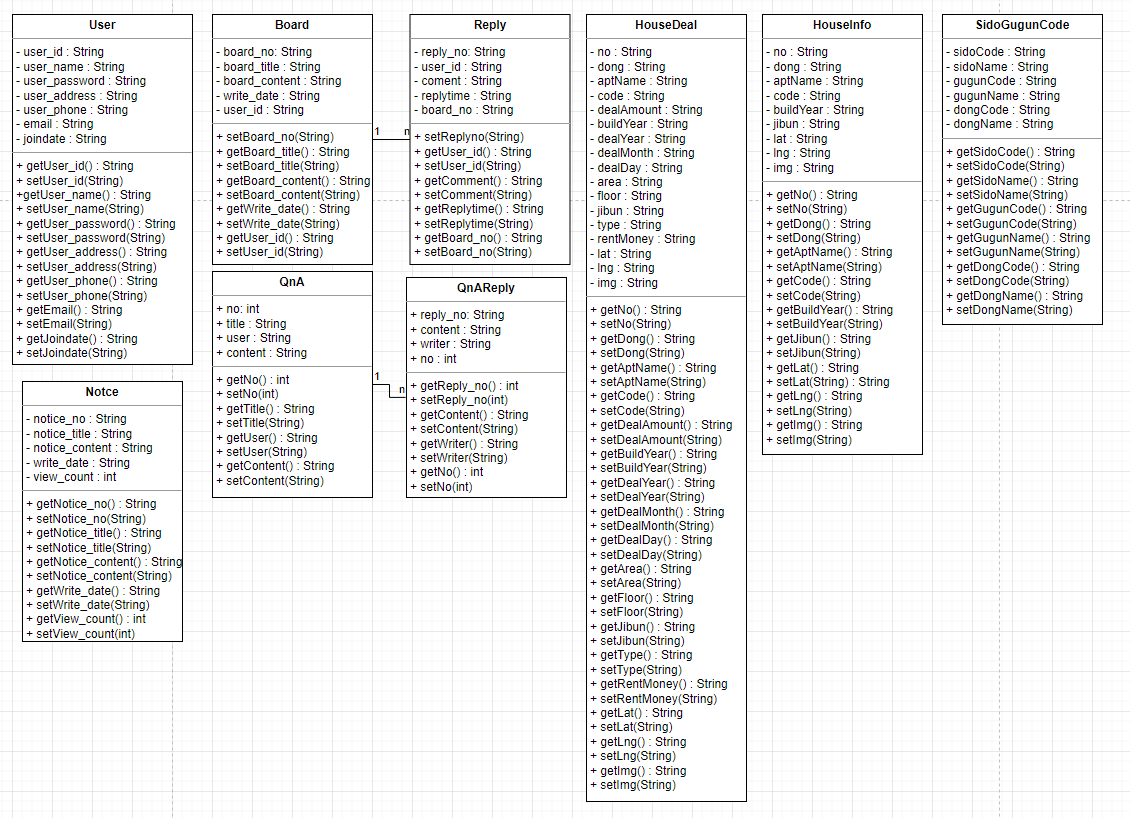 User
- user_id : String
- user_name : String
- user_password : String
- user_address : String
- user_phone : String
- email : String
- joindate : String
+ getUser_id() : String
+ setUser_id(String)
+getUser_name() : String
+ setUser_name(String)
+ getUser_password() : String
+ setUser_password(String)
+ getUser_address() : String
+ setUser_address(String)
+ getUser_phone() : String
+ setUser_phone(String)
+ getEmail() : String
+ setEmail(String)
+ getJoindate() : String
+ setJoindate(String)
Notce
- notice_no : String
- notice_title : String
- notice_content : String
- write_date : String
- view_count : int
+ getNotice_no() : String
+ setNotice_no(String)
+ getNotice_title() : String
+ setNotice_title(String)
+ getNotice_content() : String
+ setNotice_content(String)
+ getWrite_date() : String
+ setWrite_date(String)
+ getView_count() : int
+ setView_count(int)
Board
- board_no: String
- board_title : String
- board_content : String
- write_date : String
- user_id : String
+ setBoard_no(String)
+ getBoard_title() : String
+ setBoard_title(String)
+ getBoard_content() : String
+ setBoard_content(String)
+ getWrite_date() : String
+ setWrite_date(String)
+ getUser_id() : String
+ setUser_id(String)
1
n
QnA
+ no: int
+ title : String
+ user : String
+ content : String
+ getNo() : int
+ setNo(int)
+ getTitle() : String
+ setTitle(String)
+ getUser() : String
+ setUser(String)
+ getContent() : String
+ setContent(String)
1
n
Reply
- reply_no: String
- user_id : String
- coment : String
- replytime : String
- board_no : String
+ setReplyno(String)
+ getUser_id() : String
+ setUser_id(String)
+ getComment() : String
+ setComment(String)
+ getReplytime() : String
+ setReplytime(String)
+ getBoard_no() : String
+ setBoard_no(String)
QnAReply
+ reply_no: String
+ content : String
+ writer : String
+ no : int
+ getReply_no() : int
+ setReply_no(int)
+ getContent() : String
+ setContent(String)
+ getWriter() : String
+ setWriter(String)
+ getNo() : int
+ setNo(int)
HouseDeal
- no : String
- dong : String
- aptName : String
- code : String
- dealAmount : String
- buildYear : String
- dealYear : String
- dealMonth : String
- dealDay : String
- area : String
- floor : String
- jibun : String
- type : String
- rentMoney : String
- lat : String
- lng : String
- img : String
+ getNo() : String
+ setNo(String)
+ getDong() : String
+ setDong(String)
+ getAptName() : String
+ setAptName(String)
+ getCode() : String
+ setCode(String)
+ getDealAmount() : String
+ setDealAmount(String)
+ getBuildYear() : String
+ setBuildYear(String)
+ getDealYear() : String
+ setDealYear(String)
+ getDealMonth() : String
+ setDealMonth(String)
+ getDealDay() : String
+ setDealDay(String)
+ getArea() : String
+ setArea(String)
+ getFloor() : String
+ setFloor(String)
+ getJibun() : String
+ setJibun(String)
+ getType() : String
+ setType(String)
+ getRentMoney() : String
+ setRentMoney(String)
+ getLat() : String
+ setLat(String)
+ getLng() : String
+ setLng(String)
+ getImg() : String
+ setImg(String)
HouseInfo
- no : String
- dong : String
- aptName : String
- code : String
- buildYear : String
- jibun : String
- lat : String
- lng : String
- img : String
+ getNo() : String
+ setNo(String)
+ getDong() : String
+ setDong(String)
+ getAptName() : String
+ setAptName(String)
+ getCode() : String
+ setCode(String)
+ getBuildYear() : String
+ setBuildYear(String)
+ getJibun() : String
+ setJibun(String)
+ getLat() : String
+ setLat(String) : String
+ getLng() : String
+ setLng(String)
+ getImg() : String
+ setImg(String)
SidoGugunCode
- sidoCode : String
- sidoName : String
- gugunCode : String
- gugunName : String
- dongCode : String
- dongName : String
+ getSidoCode() : String
+ setSidoCode(String)
+ getSidoName() : String
+ setSidoName(String)
+ getGugunCode() : String
+ setGugunCode(String)
+ getGugunName() : String
+ setGugunName(String)
+ getDongCode() : String
+ setDongCode(String)
+ getDongName() : String
+ setDongName(String)